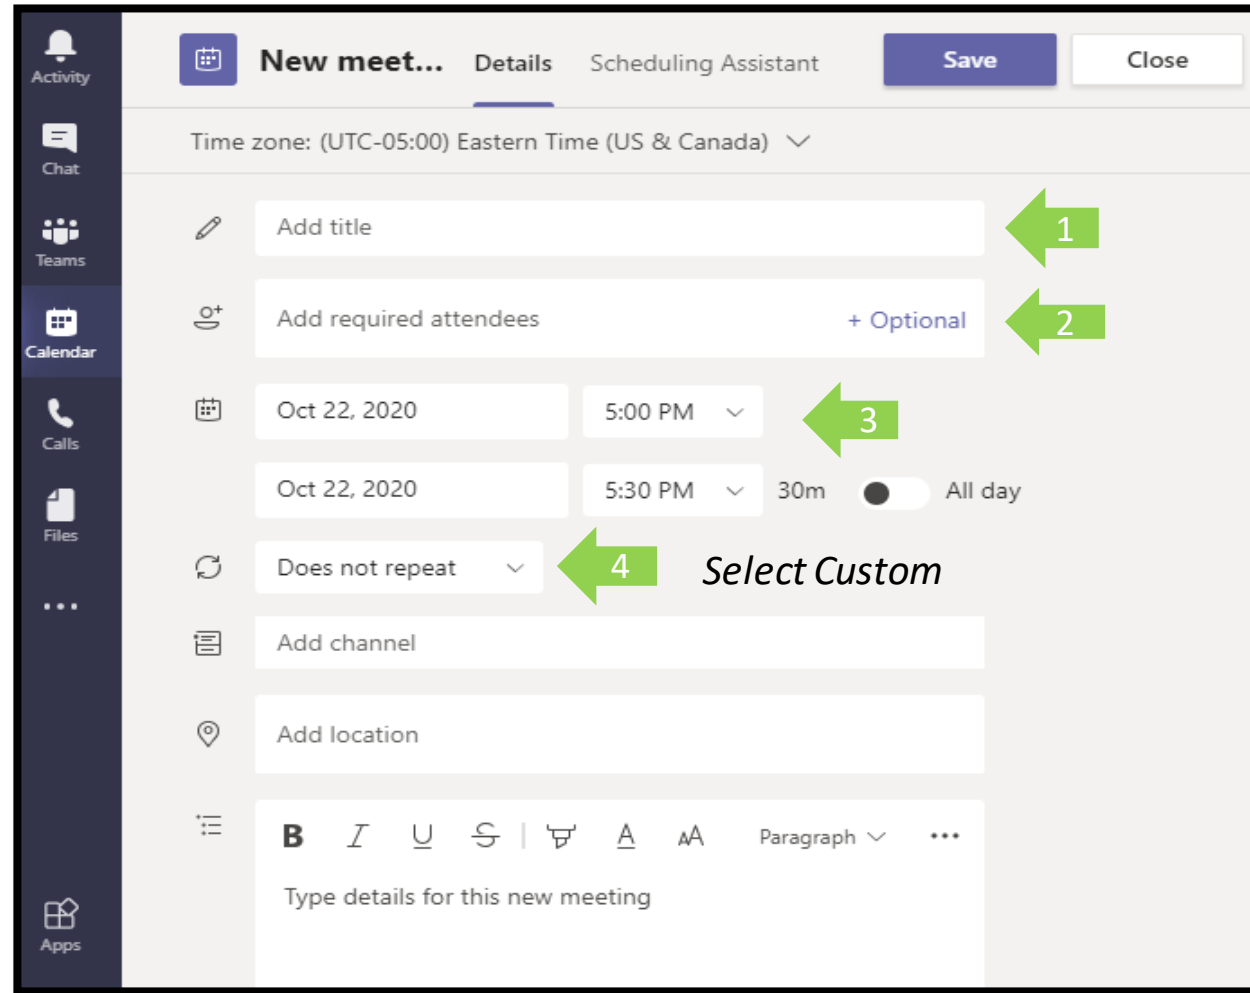 Activity
Chat
Teams
Calendar
Calls
Files
Apps
New meet... Details Scheduling Assistant Save Close
Time zone: (UTC-05:00) Eastern Time (US & Canada)
Add title 1
Add required attendees + Optional 2
Oct 22, 2020 5:00 PM 3
Oct 22, 2020 5:30 PM 30m All day
Does not repeat 4 Select Custom
Add channel
Add location
B I U S A AA Paragraph ...
Type details for this new meeting